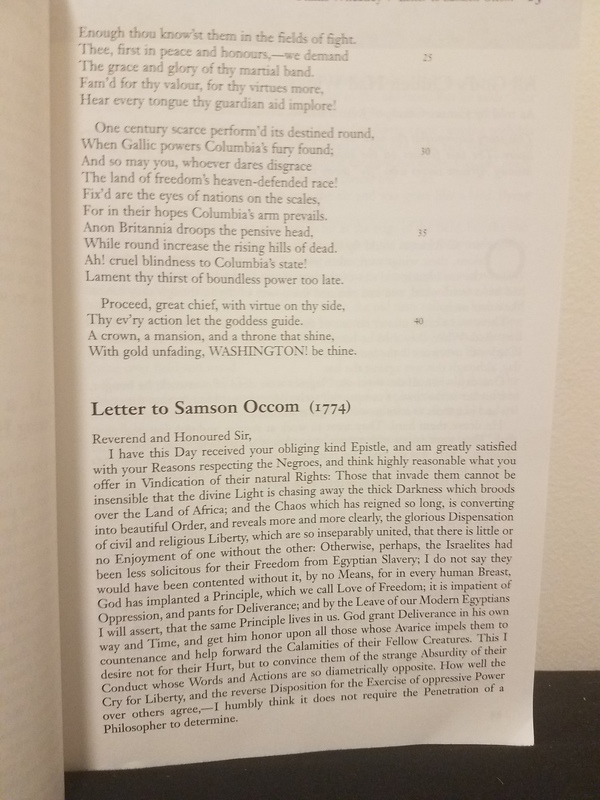 Enough thou know'st them in the fields of fight.
Thee, first in peace and honours,—we demand 25
The grace and glory of thy martial band.
Fam'd for thy valour, for thy virtues more,
Hear every tongue thy guardian aid implore!
One century scarce perform'd its destined round,
When Gallic powers Columbia's fury found; 30
And so may you, whoever dares disgrace
The land of freedom's heaven-defended race!
Fix'd are the eyes of nations on the scales,
For in their hopes Columbia's arm prevails.
Anon Britannia droops the pensive head, 35
While round increase the rising hills of dead.
Ah! cruel blindness to Columbia's state!
Lament thy thirst of boundless power too late.
Proceed, great chief, with virtue on thy side,
Thy ev'ry action let the goddess guide. 40
A crown, a mansion, and a throne that shine,
With gold unfading, WASHINGTON! be thine.
Letter to Samson Occom (1774)
Reverend and Honoured Sir,
I have this Day received your obliging kind Epistle, and am greatly satisfied
with your Reasons respecting the Negroes, and think highly reasonable what you
offer in Vindication of their natural Rights: Those that invade them cannot be
insensible that the divine Light is chasing away the thick Darkness which broods
over the Land of Africa; and the Chaos which has reigned so long, is converting
into beautiful Order, and reveals more and more clearly, the glorious Dispensation
of civil and religious Liberty, which are so inseparably united, that there is little or
no Enjoyment of one without the other: Otherwise, perhaps, the Israelites had
been less solicitous for their Freedom from Egyptian Slavery; I do not say they
would have been contented without it, by no Means, for in every human Breast,
God has implanted a Principle, which we call Love of Freedom; it is impatient of
Oppression, and pants for Deliverance; and by the Leave of our Modern Egyptians
I will assert, that the same Principle lives in us. God grant Deliverance in his own
way and Time, and get him honor upon all those whose Avarice impels them to
countenance and help forward the Calamities of their Fellow Creatures. This I
desire not for their Hurt, but to convince them of the strange Absurdity of their
Conduct whose Words and Actions are so diametrically opposite. How well the
Cry for Liberty, and the reverse Disposition for the Exercise of oppressive Power
over others agree,—I humbly think it does not require the Penetration of a
Philosopher to determine.